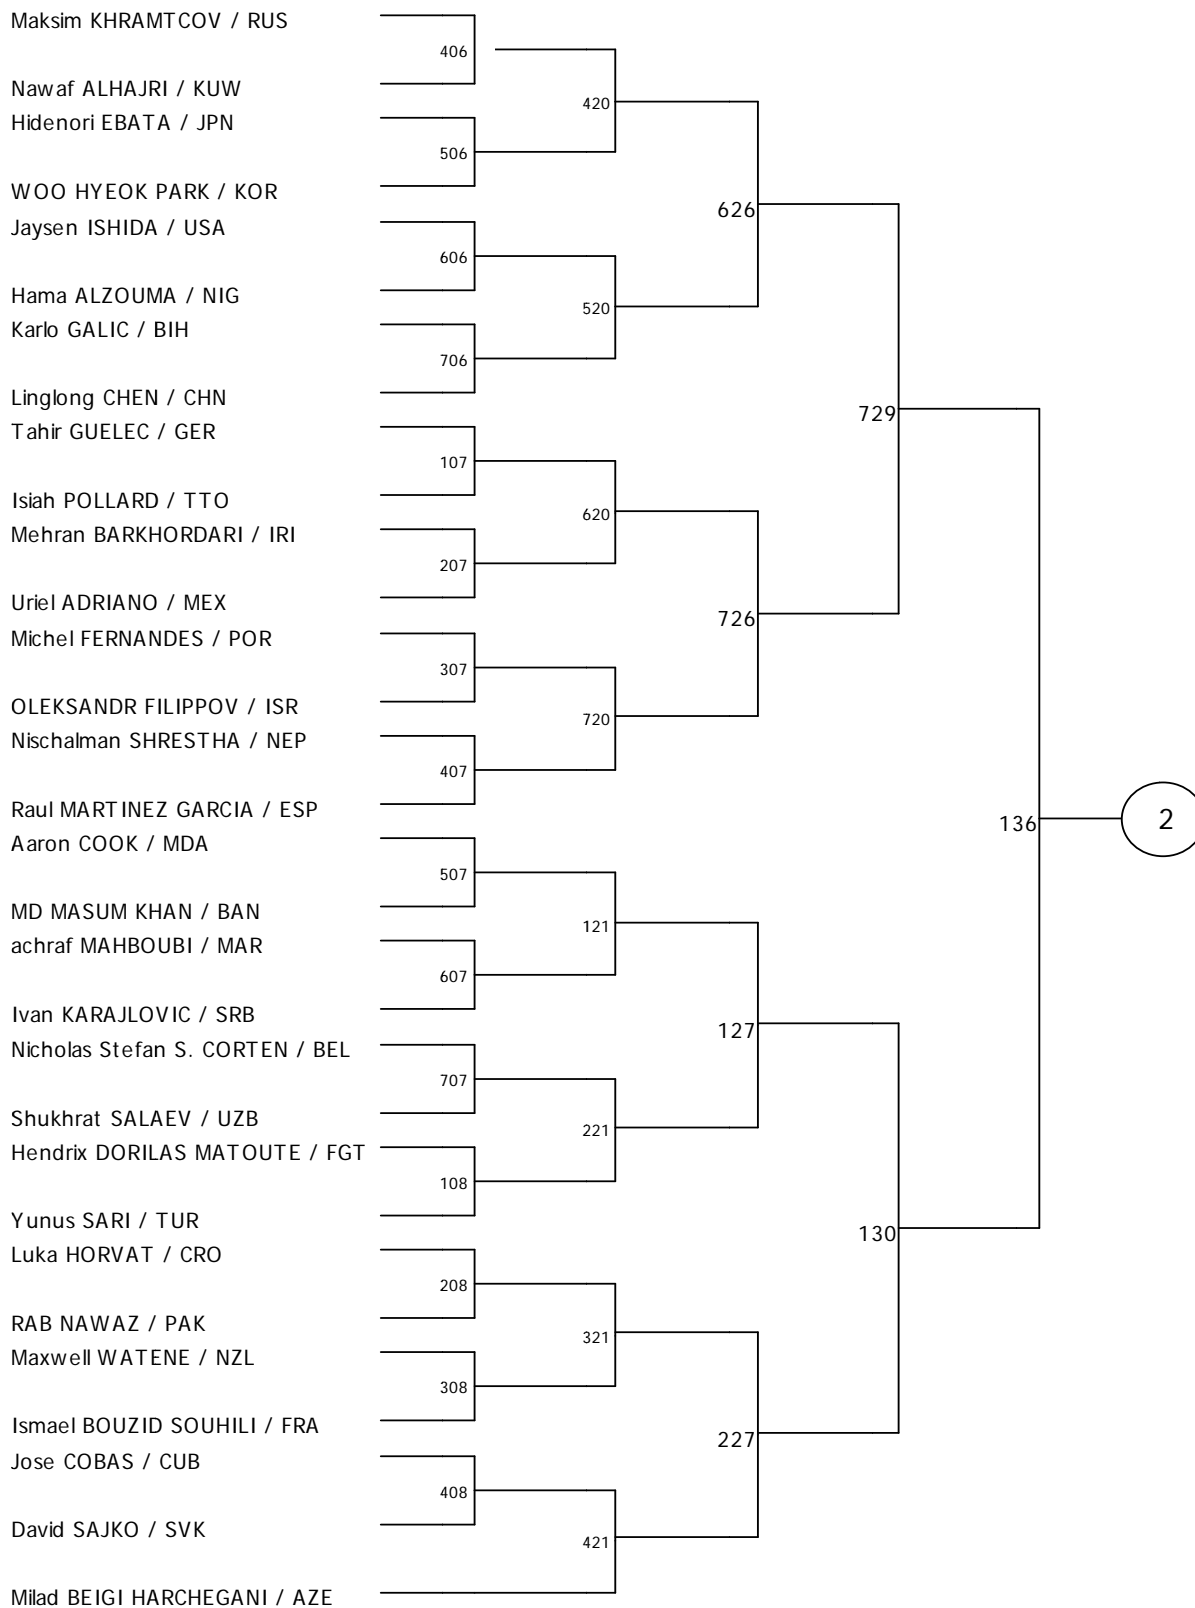 Maksim KHRAMTCOV / RUS
406
Nawaf ALHAJRI / KUW
420
Hidenori EBATA / JPN
506
WOO HYEOK PARK / KOR
626
Jaysen ISHIDA / USA
606
Hama ALZOUMA / NIG
520
Karlo GALIC / BIH
706
Linglong CHEN / CHN
729
Tahir GUELEC / GER
107
Isiah POLLARD / TTO
620
Mehran BARKHORDARI / IRI
207
Uriel ADRIANO / MEX
726
Michel FERNANDES / POR
307
OLEKSANDR FILIPPOV / ISR
720
Nischalman SHRESTHA / NEP
407
Raul MARTINEZ GARCIA / ESP
136
2
Aaron COOK / MDA
507
MD MASUM KHAN / BAN
121
achraf MAHBOUBI / MAR
607
Ivan KARAJLOVIC / SRB
127
Nicholas Stefan S. CORTEN / BEL
707
Shukhrat SALAEV / UZB
221
Hendrix DORILAS MATOUTE / FGT
108
Yunus SARI / TUR
130
Luka HORVAT / CRO
208
RAB NAWAZ / PAK
321
Maxwell WATENE / NZL
308
Ismael BOUZID SOUHILI / FRA
227
Jose COBAS / CUB
408
David SAJKO / SVK
421
Milad BEIGI HARCHEGANI / AZE